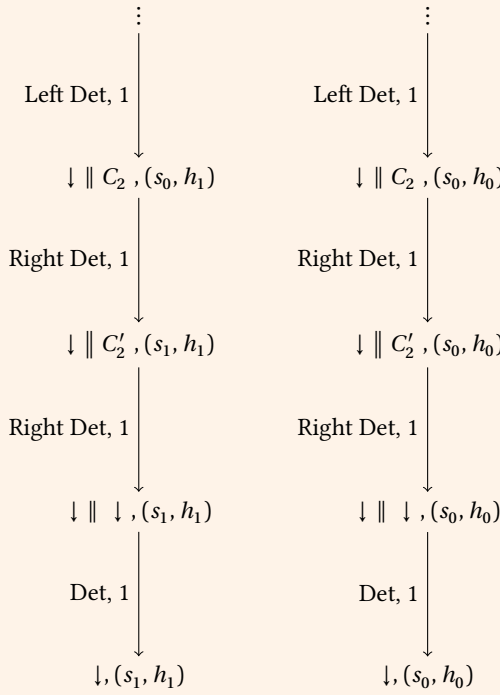 ⋮ ⋮
Left Det, 1 Left Det, 1
↓ ∥ C₂ , (s₀, h₁) ↓ ∥ C₂ , (s₀, h₀)
Right Det, 1 Right Det, 1
↓ ∥ C₂′ , (s₁, h₁) ↓ ∥ C₂′ , (s₀, h₀)
Right Det, 1 Right Det, 1
↓ ∥ ↓ , (s₁, h₁) ↓ ∥ ↓ , (s₀, h₀)
Det, 1 Det, 1
↓, (s₁, h₁) ↓, (s₀, h₀)